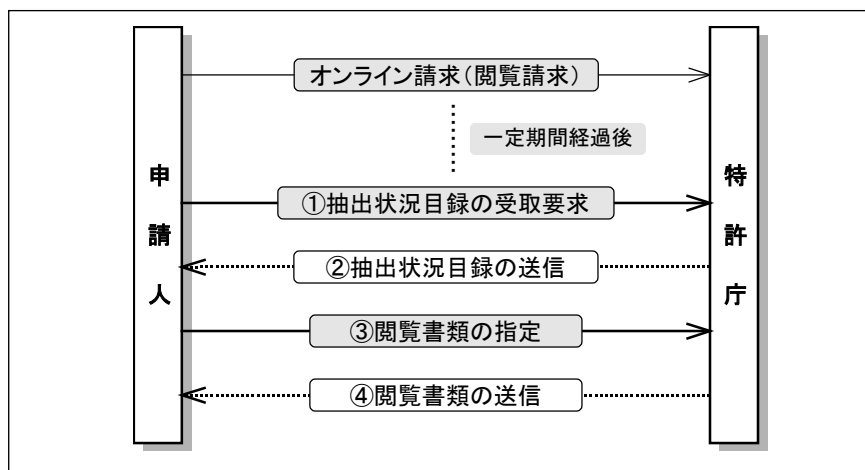 オンライン請求(閲覧請求)
一定期間経過後
申請人
特許庁
①抽出状況目録の受取要求
②抽出状況目録の送信
③閲覧書類の指定
④閲覧書類の送信